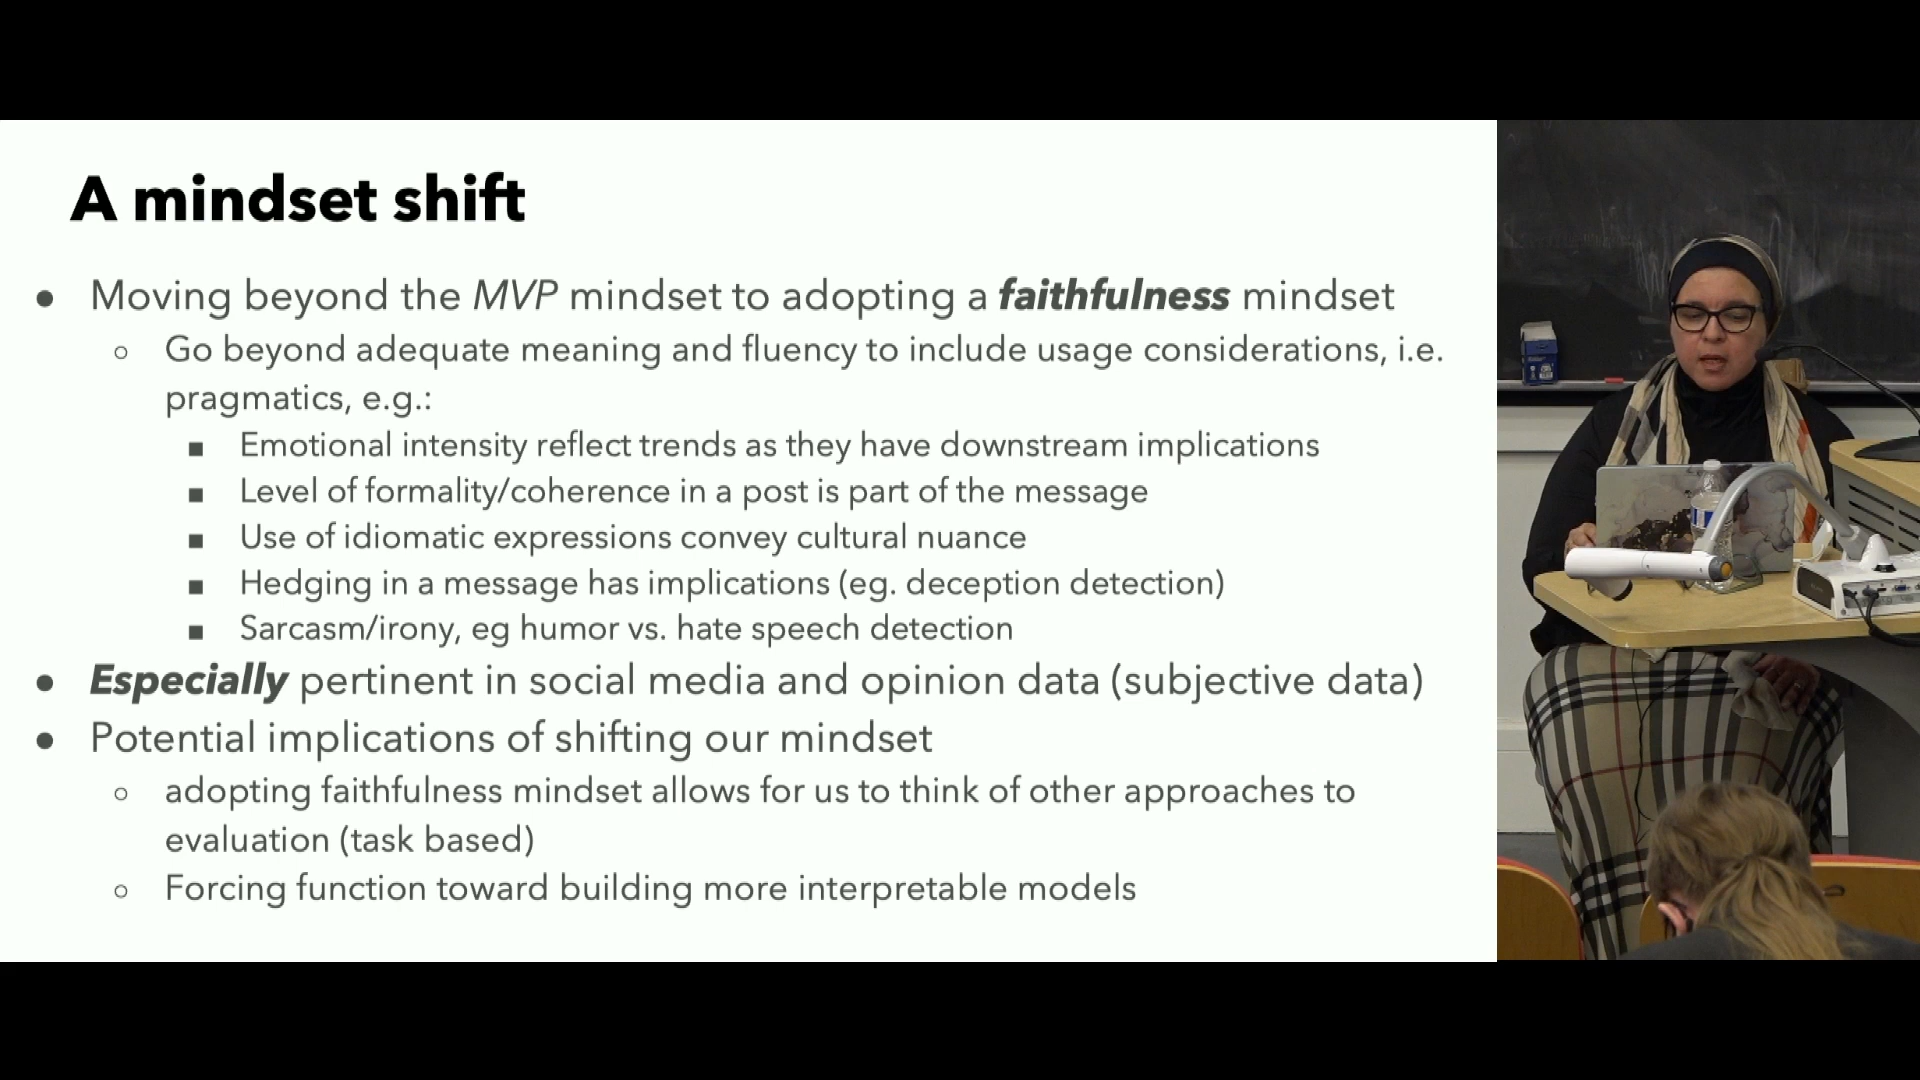 A mindset shift
Moving beyond the MVP mindset to adopting a faithfulness mindset
Go beyond adequate meaning and fluency to include usage considerations, i.e.
pragmatics, e.g.:
Emotional intensity reflect trends as they have downstream implications
Level of formality/coherence in a post is part of the message
Use of idiomatic expressions convey cultural nuance
Hedging in a message has implications (eg. deception detection)
Sarcasm/irony, eg humor vs. hate speech detection
Especially pertinent in social media and opinion data (subjective data)
Potential implications of shifting our mindset
adopting faithfulness mindset allows for us to think of other approaches to
evaluation (task based)
Forcing function toward building more interpretable models